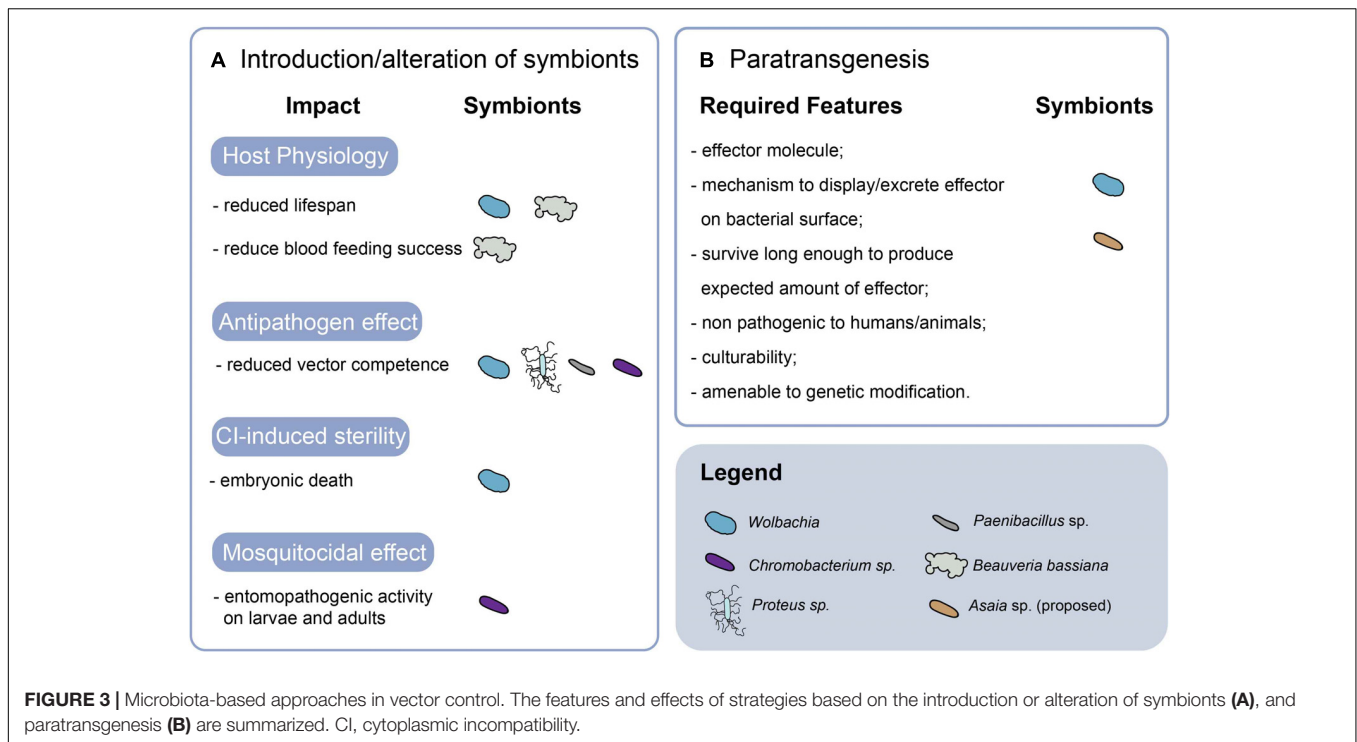 A Introduction/alteration of symbionts
Impact Symbionts
Host Physiology
- reduced lifespan
- reduce blood feeding success
Antipathogen effect
- reduced vector competence
CI-induced sterility
- embryonic death
Mosquitocidal effect
- entomopathogenic activity
on larvae and adults
B Paratransgenesis
Required Features Symbionts
- effector molecule;
- mechanism to display/excrete effector
on bacterial surface;
- survive long enough to produce
expected amount of effector;
- non pathogenic to humans/animals;
- culturability;
- amenable to genetic modification.
Legend
Wolbachia Paenibacillus sp.
Chromobacterium sp. Beauveria bassiana
Proteus sp. Asaia sp. (proposed)
FIGURE 3 | Microbiota-based approaches in vector control. The features and effects of strategies based on the introduction or alteration of symbionts (A), and
paratransgenesis (B) are summarized. CI, cytoplasmic incompatibility.